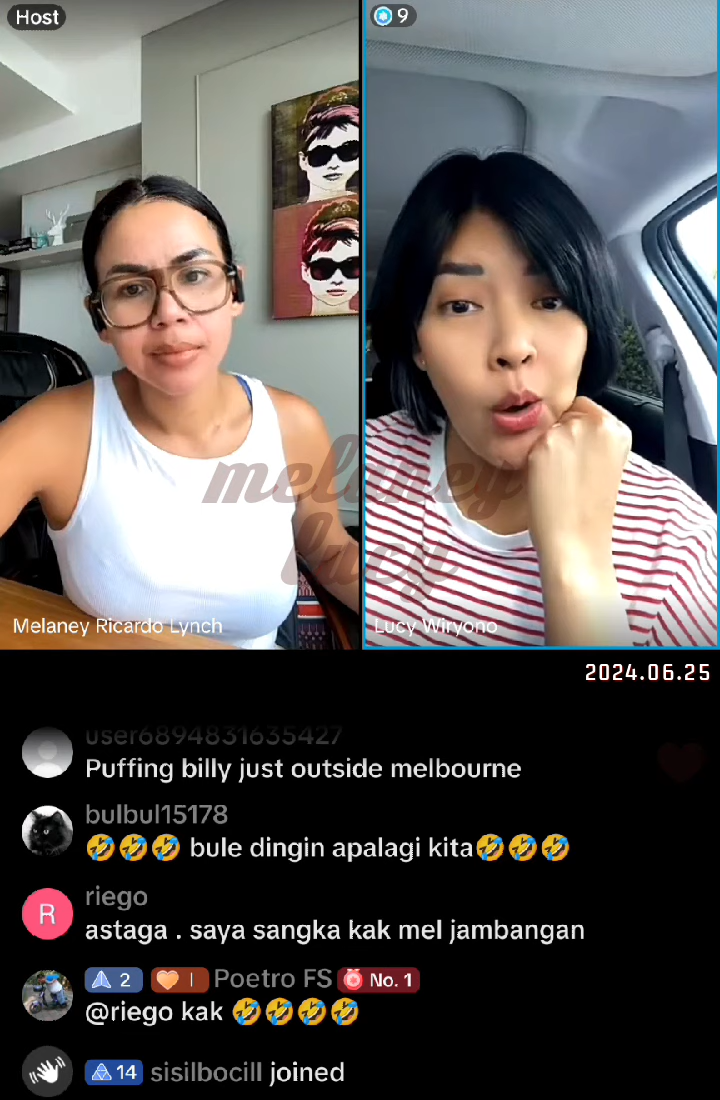 Host
9
melaney
lucy
Melaney Ricardo Lynch
Lucy Wiryono
2024.06.25
user6894831635427
Puffing billy just outside melbourne
bulbul15178
🤣🤣🤣 bule dingin apalagi kita🤣🤣🤣
R
riego
astaga . saya sangka kak mel jambangan
2 I Poetro FS No. 1
@riego kak 🤣🤣🤣🤣
14 sisilbocill joined